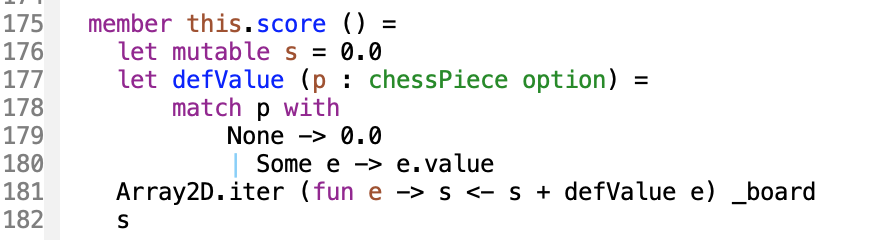 175 member this.score () =
176 let mutable s = 0.0
177 let defValue (p : chessPiece option) =
178 match p with
179 None -> 0.0
180 | Some e -> e.value
181 Array2D.iter (fun e -> s <- s + defValue e) _board
182 s